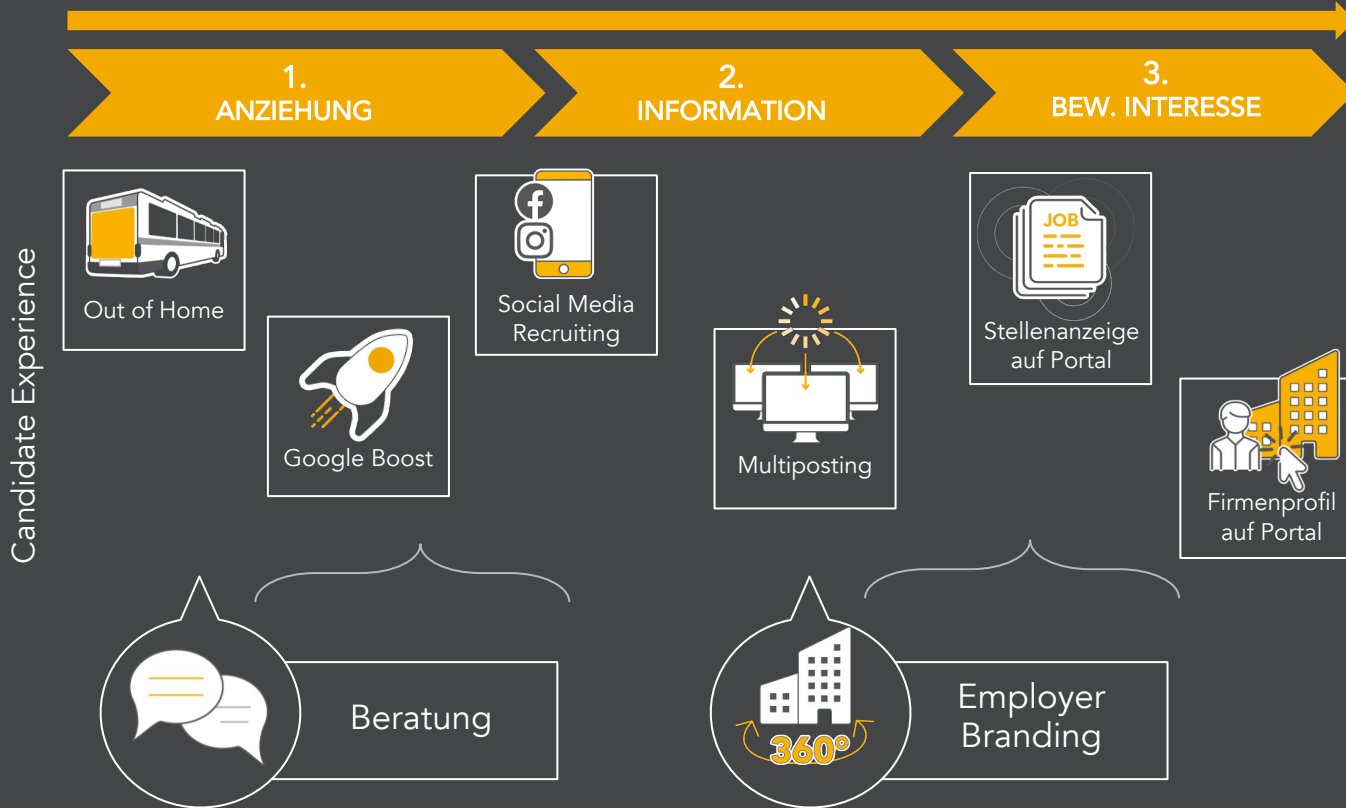 1.
ANZIEHUNG
2.
INFORMATION
3.
BEW. INTERESSE
Candidate Experience
Out of Home
Google Boost
Social Media
Recruiting
Multiposting
JOB
Stellenanzeige
auf Portal
Firmenprofil
auf Portal
Beratung
360°
Employer
Branding